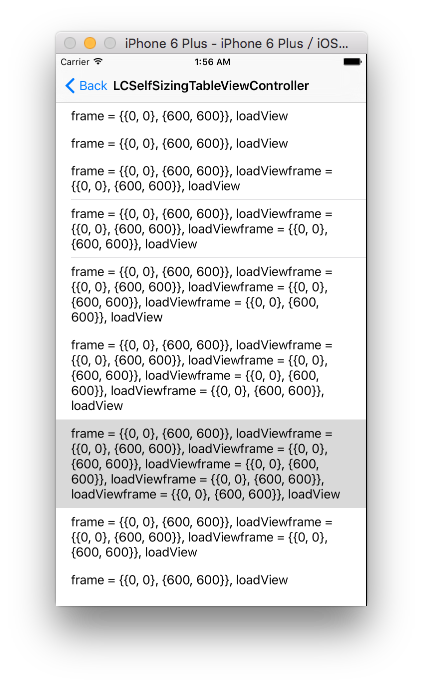 iPhone 6 Plus - iPhone 6 Plus / iOS...
Carrier 1:56 AM
Back LCSelfSizingTableViewController
frame = {{0, 0}, {600, 600}}, loadView
frame = {{0, 0}, {600, 600}}, loadView
frame = {{0, 0}, {600, 600}}, loadViewframe =
{{0, 0}, {600, 600}}, loadView
frame = {{0, 0}, {600, 600}}, loadViewframe =
{{0, 0}, {600, 600}}, loadViewframe = {{0, 0},
{600, 600}}, loadView
frame = {{0, 0}, {600, 600}}, loadViewframe =
{{0, 0}, {600, 600}}, loadViewframe = {{0, 0},
{600, 600}}, loadViewframe = {{0, 0}, {600,
600}}, loadView
frame = {{0, 0}, {600, 600}}, loadViewframe =
{{0, 0}, {600, 600}}, loadViewframe = {{0, 0},
{600, 600}}, loadViewframe = {{0, 0}, {600,
600}}, loadViewframe = {{0, 0}, {600, 600}},
loadView
frame = {{0, 0}, {600, 600}}, loadViewframe =
{{0, 0}, {600, 600}}, loadViewframe = {{0, 0},
{600, 600}}, loadViewframe = {{0, 0}, {600,
600}}, loadViewframe = {{0, 0}, {600, 600}},
loadViewframe = {{0, 0}, {600, 600}}, loadView
frame = {{0, 0}, {600, 600}}, loadViewframe =
{{0, 0}, {600, 600}}, loadViewframe = {{0, 0},
{600, 600}}, loadView
frame = {{0, 0}, {600, 600}}, loadView